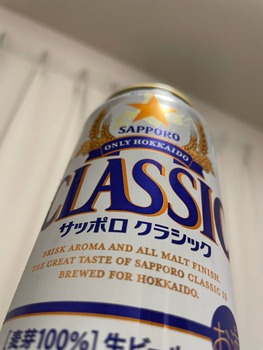 SAPPORO
ONLY HOKKAIDO
CLASSIC
サッポロ クラシック
BRISK AROMA AND ALL MALT FINISH.
THE GREAT TASTE OF SAPPORO CLASSIC IS
BREWED FOR HOKKAIDO.
[麦芽100%]生ビール
お酒